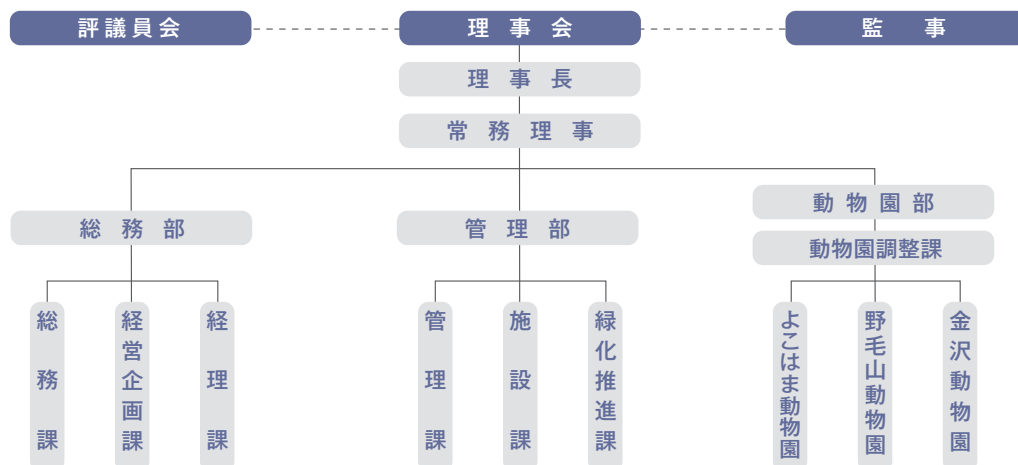 評議員会
理事会
監事
理事長
常務理事
総務部
管理部
動物園部
動物園調整課
総務課
経営企画課
経理課
管理課
施設課
緑化推進課
よこはま動物園
野毛山動物園
金沢動物園